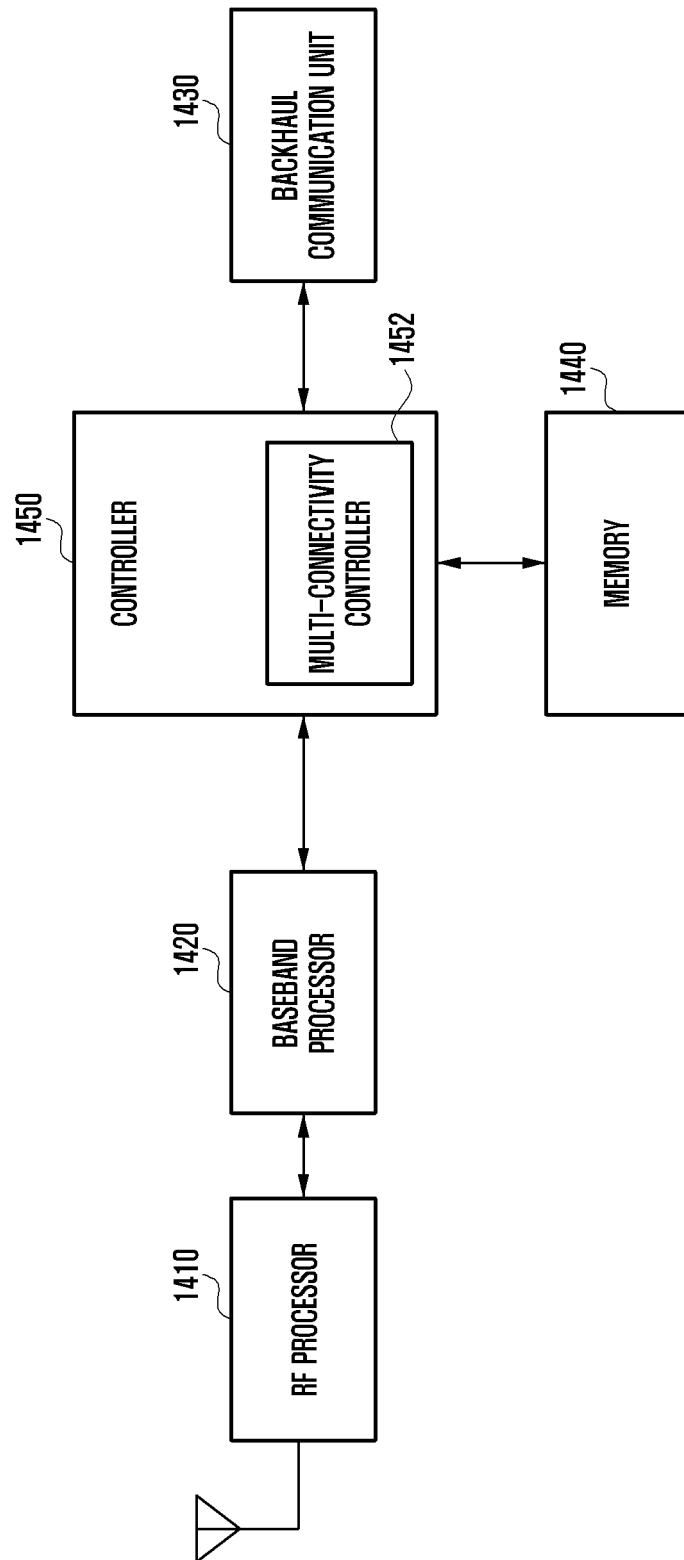 1410
RF PROCESSOR
1420
BASEBAND
PROCESSOR
1450
CONTROLLER
1452
MULTI-CONNECTIVITY
CONTROLLER
1430
BACKHAUL
COMMUNICATION UNIT
1440
MEMORY